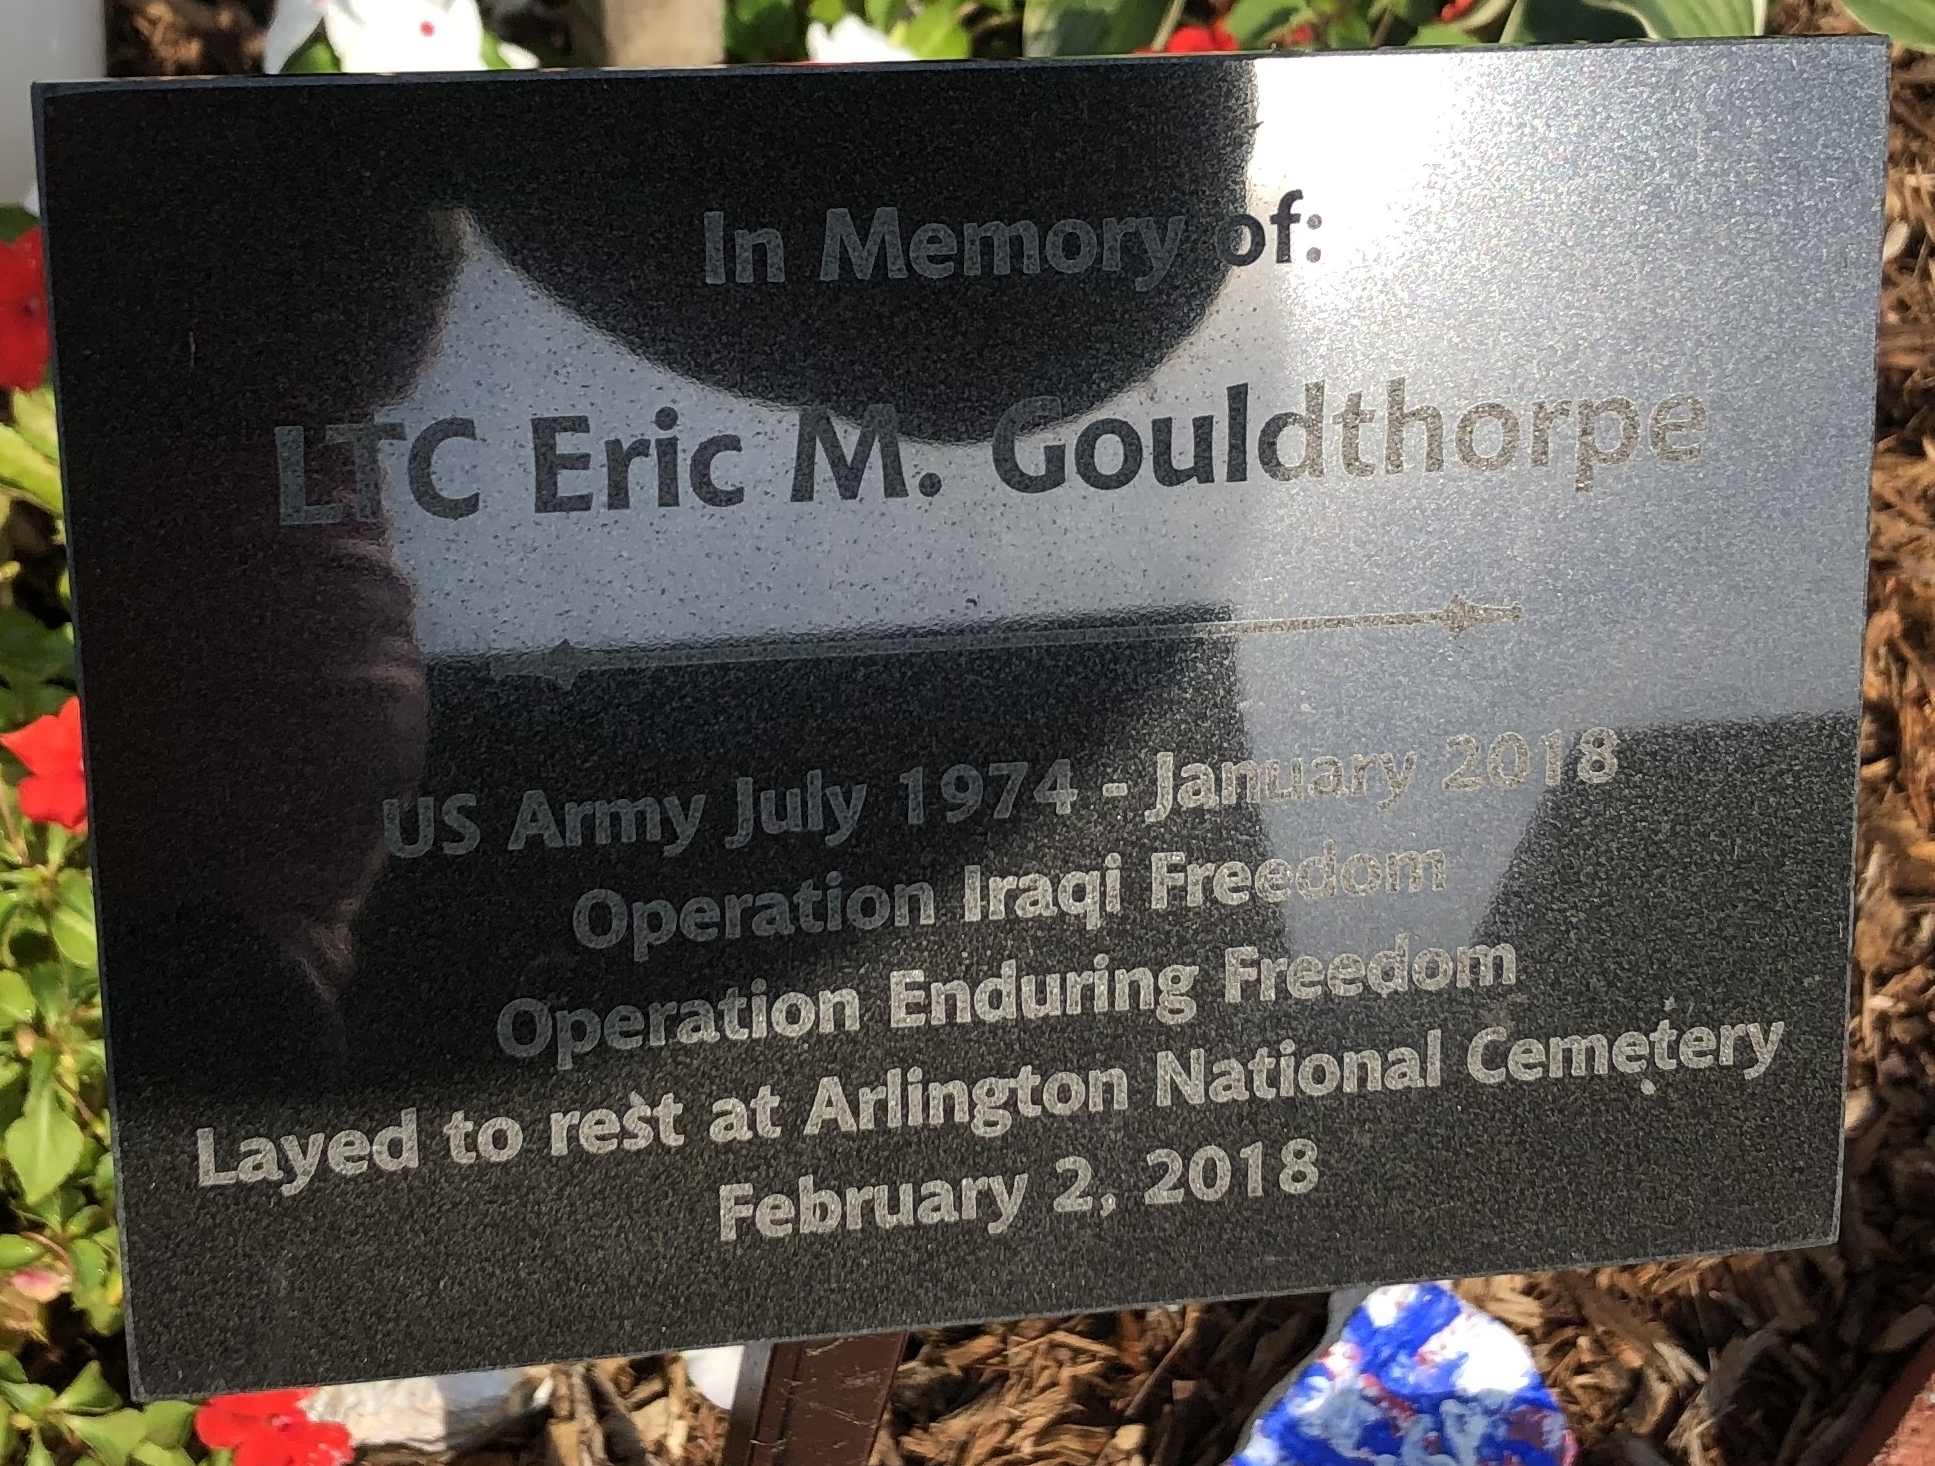 In Memory of:
LTC Eric M. Gouldthorpe
US Army July 1974 - January 2018
Operation Iraqi Freedom
Operation Enduring Freedom
Layed to rest at Arlington National Cemetery
February 2, 2018